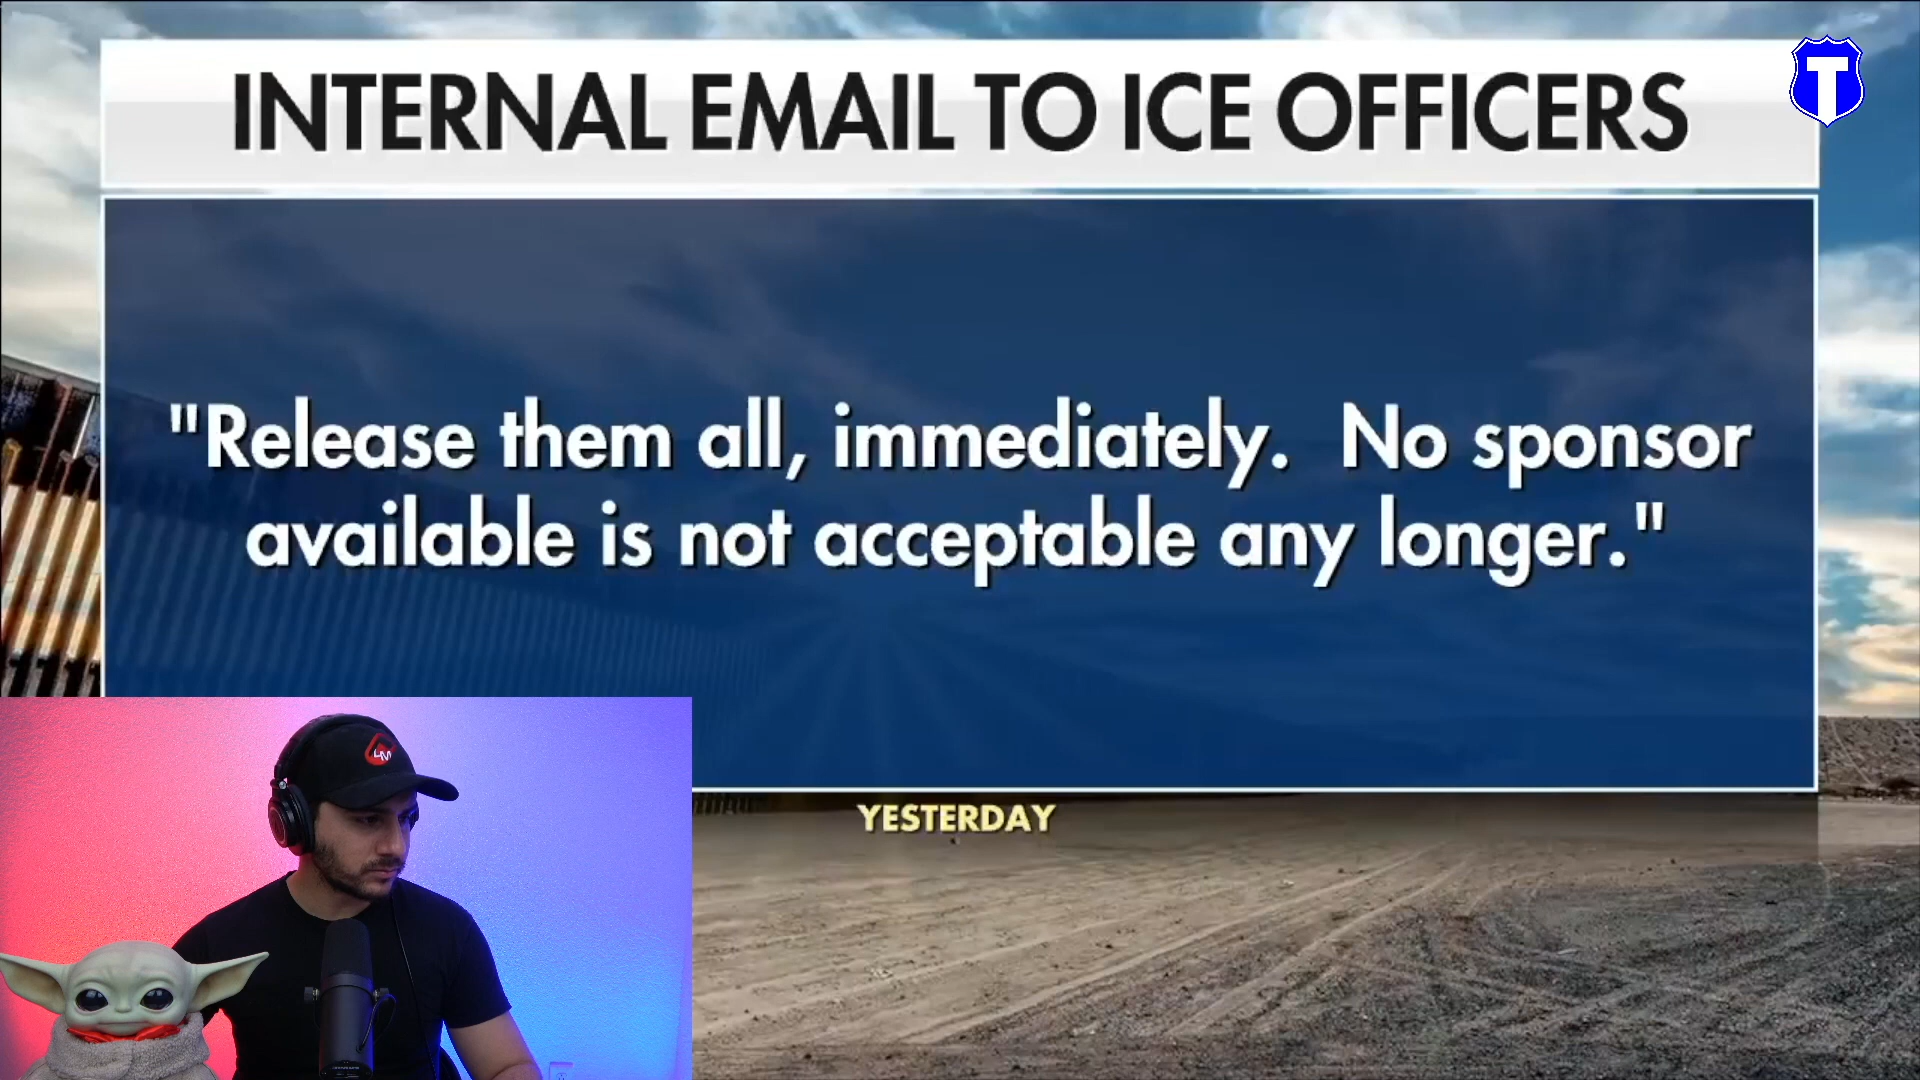 INTERNAL EMAIL TO ICE OFFICERS
T
"Release them all, immediately.  No sponsor
available is not acceptable any longer."
YESTERDAY